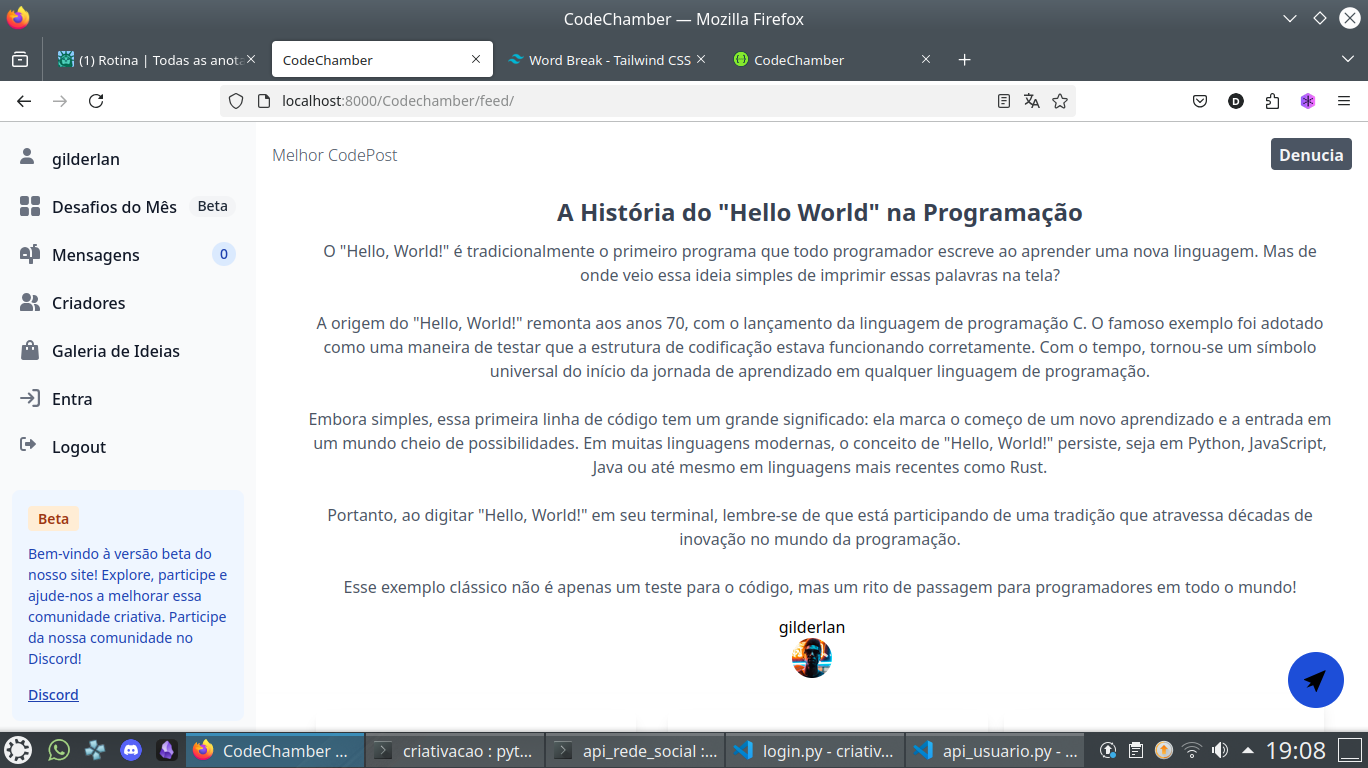 CodeChamber — Mozilla Firefox
(1) Rotina | Todas as anota
CodeChamber
Word Break - Tailwind CSS
CodeChamber
localhost:8000/Codechamber/feed/
gilderlan
Desafios do Mês Beta
Mensagens 0
Criadores
Galeria de Ideias
Entra
Logout
Beta
Bem-vindo à versão beta do
nosso site! Explore, participe e
ajude-nos a melhorar essa
comunidade criativa. Participe
da nossa comunidade no
Discord!
Discord
Melhor CodePost
Denucia
A História do "Hello World" na Programação
O "Hello, World!" é tradicionalmente o primeiro programa que todo programador escreve ao aprender uma nova linguagem. Mas de
onde veio essa ideia simples de imprimir essas palavras na tela?
A origem do "Hello, World!" remonta aos anos 70, com o lançamento da linguagem de programação C. O famoso exemplo foi adotado
como uma maneira de testar que a estrutura de codificação estava funcionando corretamente. Com o tempo, tornou-se um símbolo
universal do início da jornada de aprendizado em qualquer linguagem de programação.
Embora simples, essa primeira linha de código tem um grande significado: ela marca o começo de um novo aprendizado e a entrada em
um mundo cheio de possibilidades. Em muitas linguagens modernas, o conceito de "Hello, World!" persiste, seja em Python, JavaScript,
Java ou até mesmo em linguagens mais recentes como Rust.
Portanto, ao digitar "Hello, World!" em seu terminal, lembre-se de que está participando de uma tradição que atravessa décadas de
inovação no mundo da programação.
Esse exemplo clássico não é apenas um teste para o código, mas um rito de passagem para programadores em todo o mundo!
gilderlan
CodeChamber ...
criativacao : pyt...
api_rede_social :...
login.py - criativ...
api_usuario.py - ...
19:08